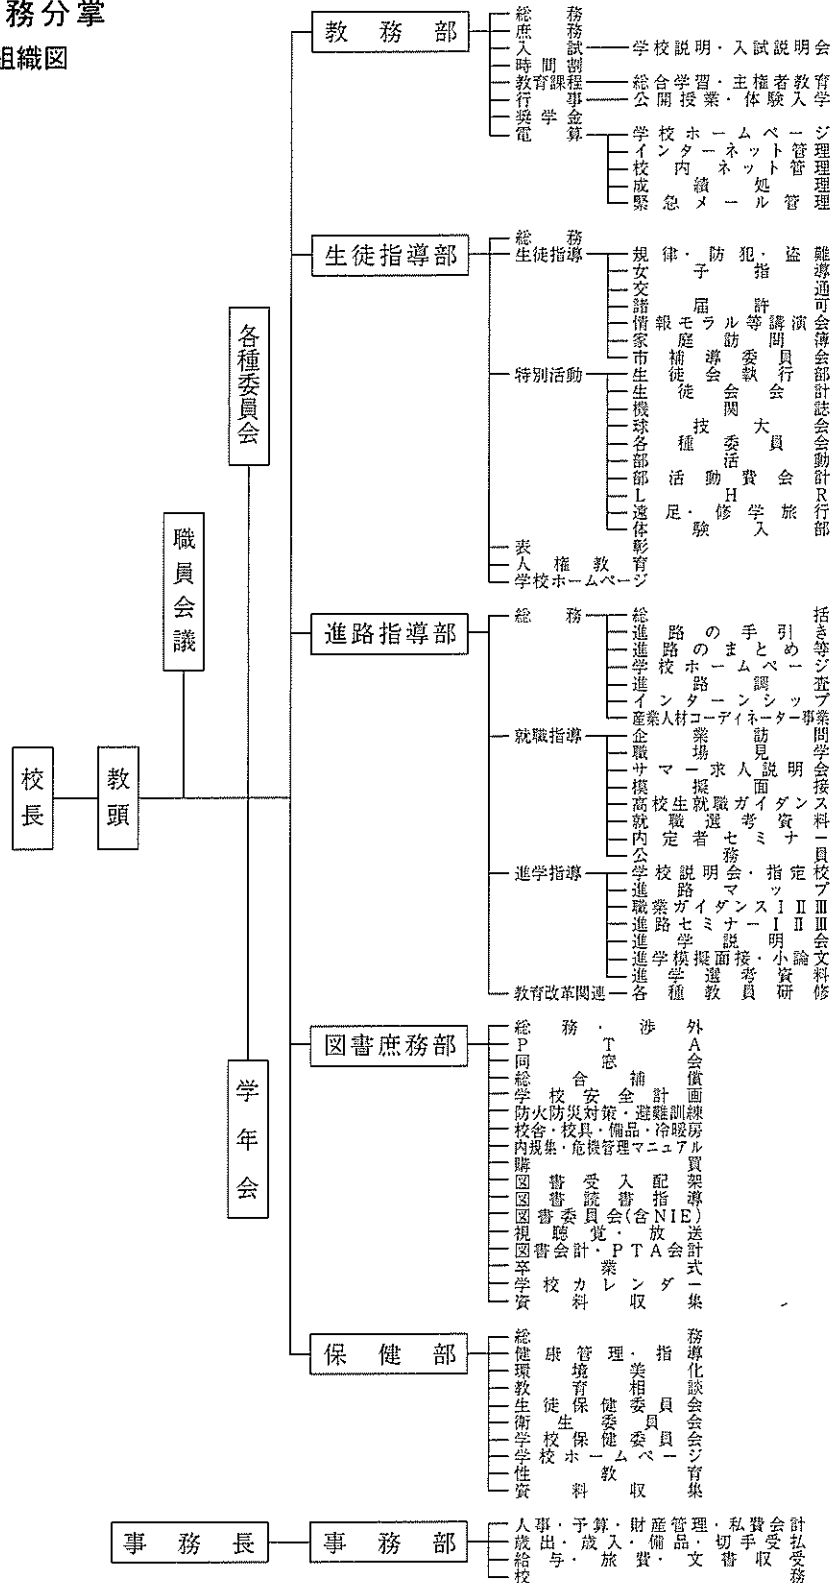 務分掌
組織図
教務部
総務
庶務
入試 学校説明・入試説明会
時間割
教育課程 総合学習・主権者教育
行事 公開授業・体験入学
奨学金
電算 学校ホームページ
インターネット管理
校内ネット管理
成績処理
緊急メール管理
生徒指導部
総務
生徒指導 規律・防犯・盗難
女子指導
交通
諸届許可
情報モラル等講演会
家庭訪問簿
市補導委員会
特別活動 生徒会執行部
生徒会会計
機関誌
球技大会
各種委員会
部活動
部活動費会計
LHR
遠足・修学旅行
体験入部
表彰
人権教育
学校ホームページ
各種委員会
職員会議
校長
教頭
学年会
進路指導部
総務 総括
進路の手引き
進路のまとめ等
学校ホームページ
進路調査
インターンシップ
産業人材コーディネーター事業
就職指導 企業訪問
職場見学
サマー求人説明会
模擬面接
高校生就職ガイダンス
就職選考資料
内定者セミナー
公務員
進学指導 学校説明会・指定校
進路マップ
職業ガイダンスⅠⅡⅢ
進路セミナーⅠⅡⅢ
進学説明会
進学模擬面接・小論文
進学選考資料
教育改革関連 各種教員研修
図書庶務部
総務・渉外
PTA
同窓会
総合補償
学校安全計画
防火防災対策・避難訓練
校舎・校具・備品・冷暖房
内規集・危機管理マニュアル
購買
図書受入配架
図書読書指導
図書委員会(含NIE)
視聴覚・放送
図書会計・PTA会計
卒業式
学校カレンダー
資料収集
保健部
総務
健康管理・指導
環境美化
教育相談
生徒保健委員会
衛生委員会
学校保健委員会
学校ホームページ
性教育
資料収集
事務長
事務部
人事・予算・財産管理・私費会計
歳出・歳入・備品・切手受払
給与・旅費・文書収受
校務